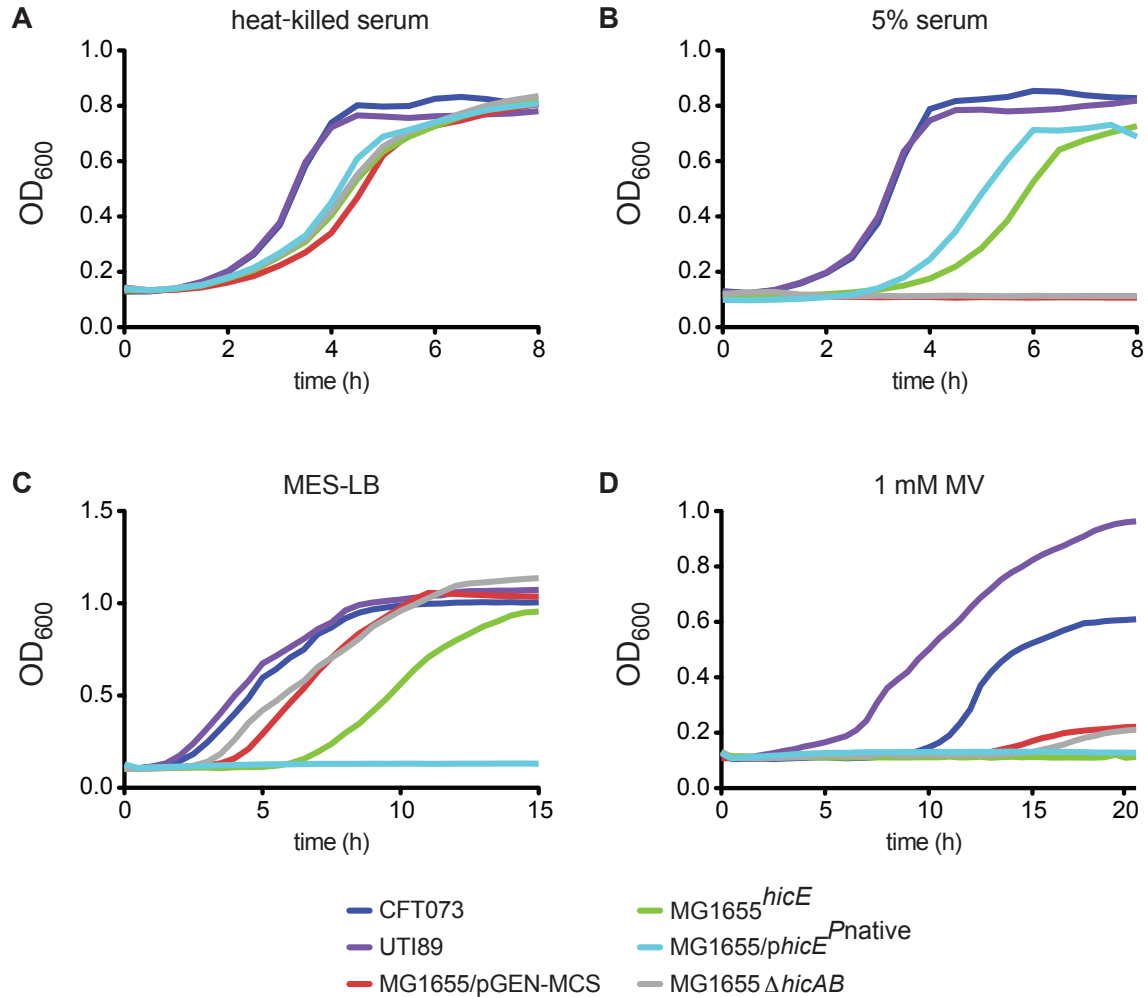 A
heat-killed serum
OD600
1.0
0.8
0.6
0.4
0.2
0.0
0
2
4
6
8
time (h)
B
5% serum
OD600
1.0
0.8
0.6
0.4
0.2
0.0
0
2
4
6
8
time (h)
C
MES-LB
OD600
1.5
1.0
0.5
0.0
0
5
10
15
time (h)
D
1 mM MV
OD600
1.0
0.8
0.6
0.4
0.2
0.0
0
5
10
15
20
time (h)
CFT073
UTI89
MG1655/pGEN-MCS
MG1655hicE
MG1655/phicEPnative
MG1655 ΔhicAB